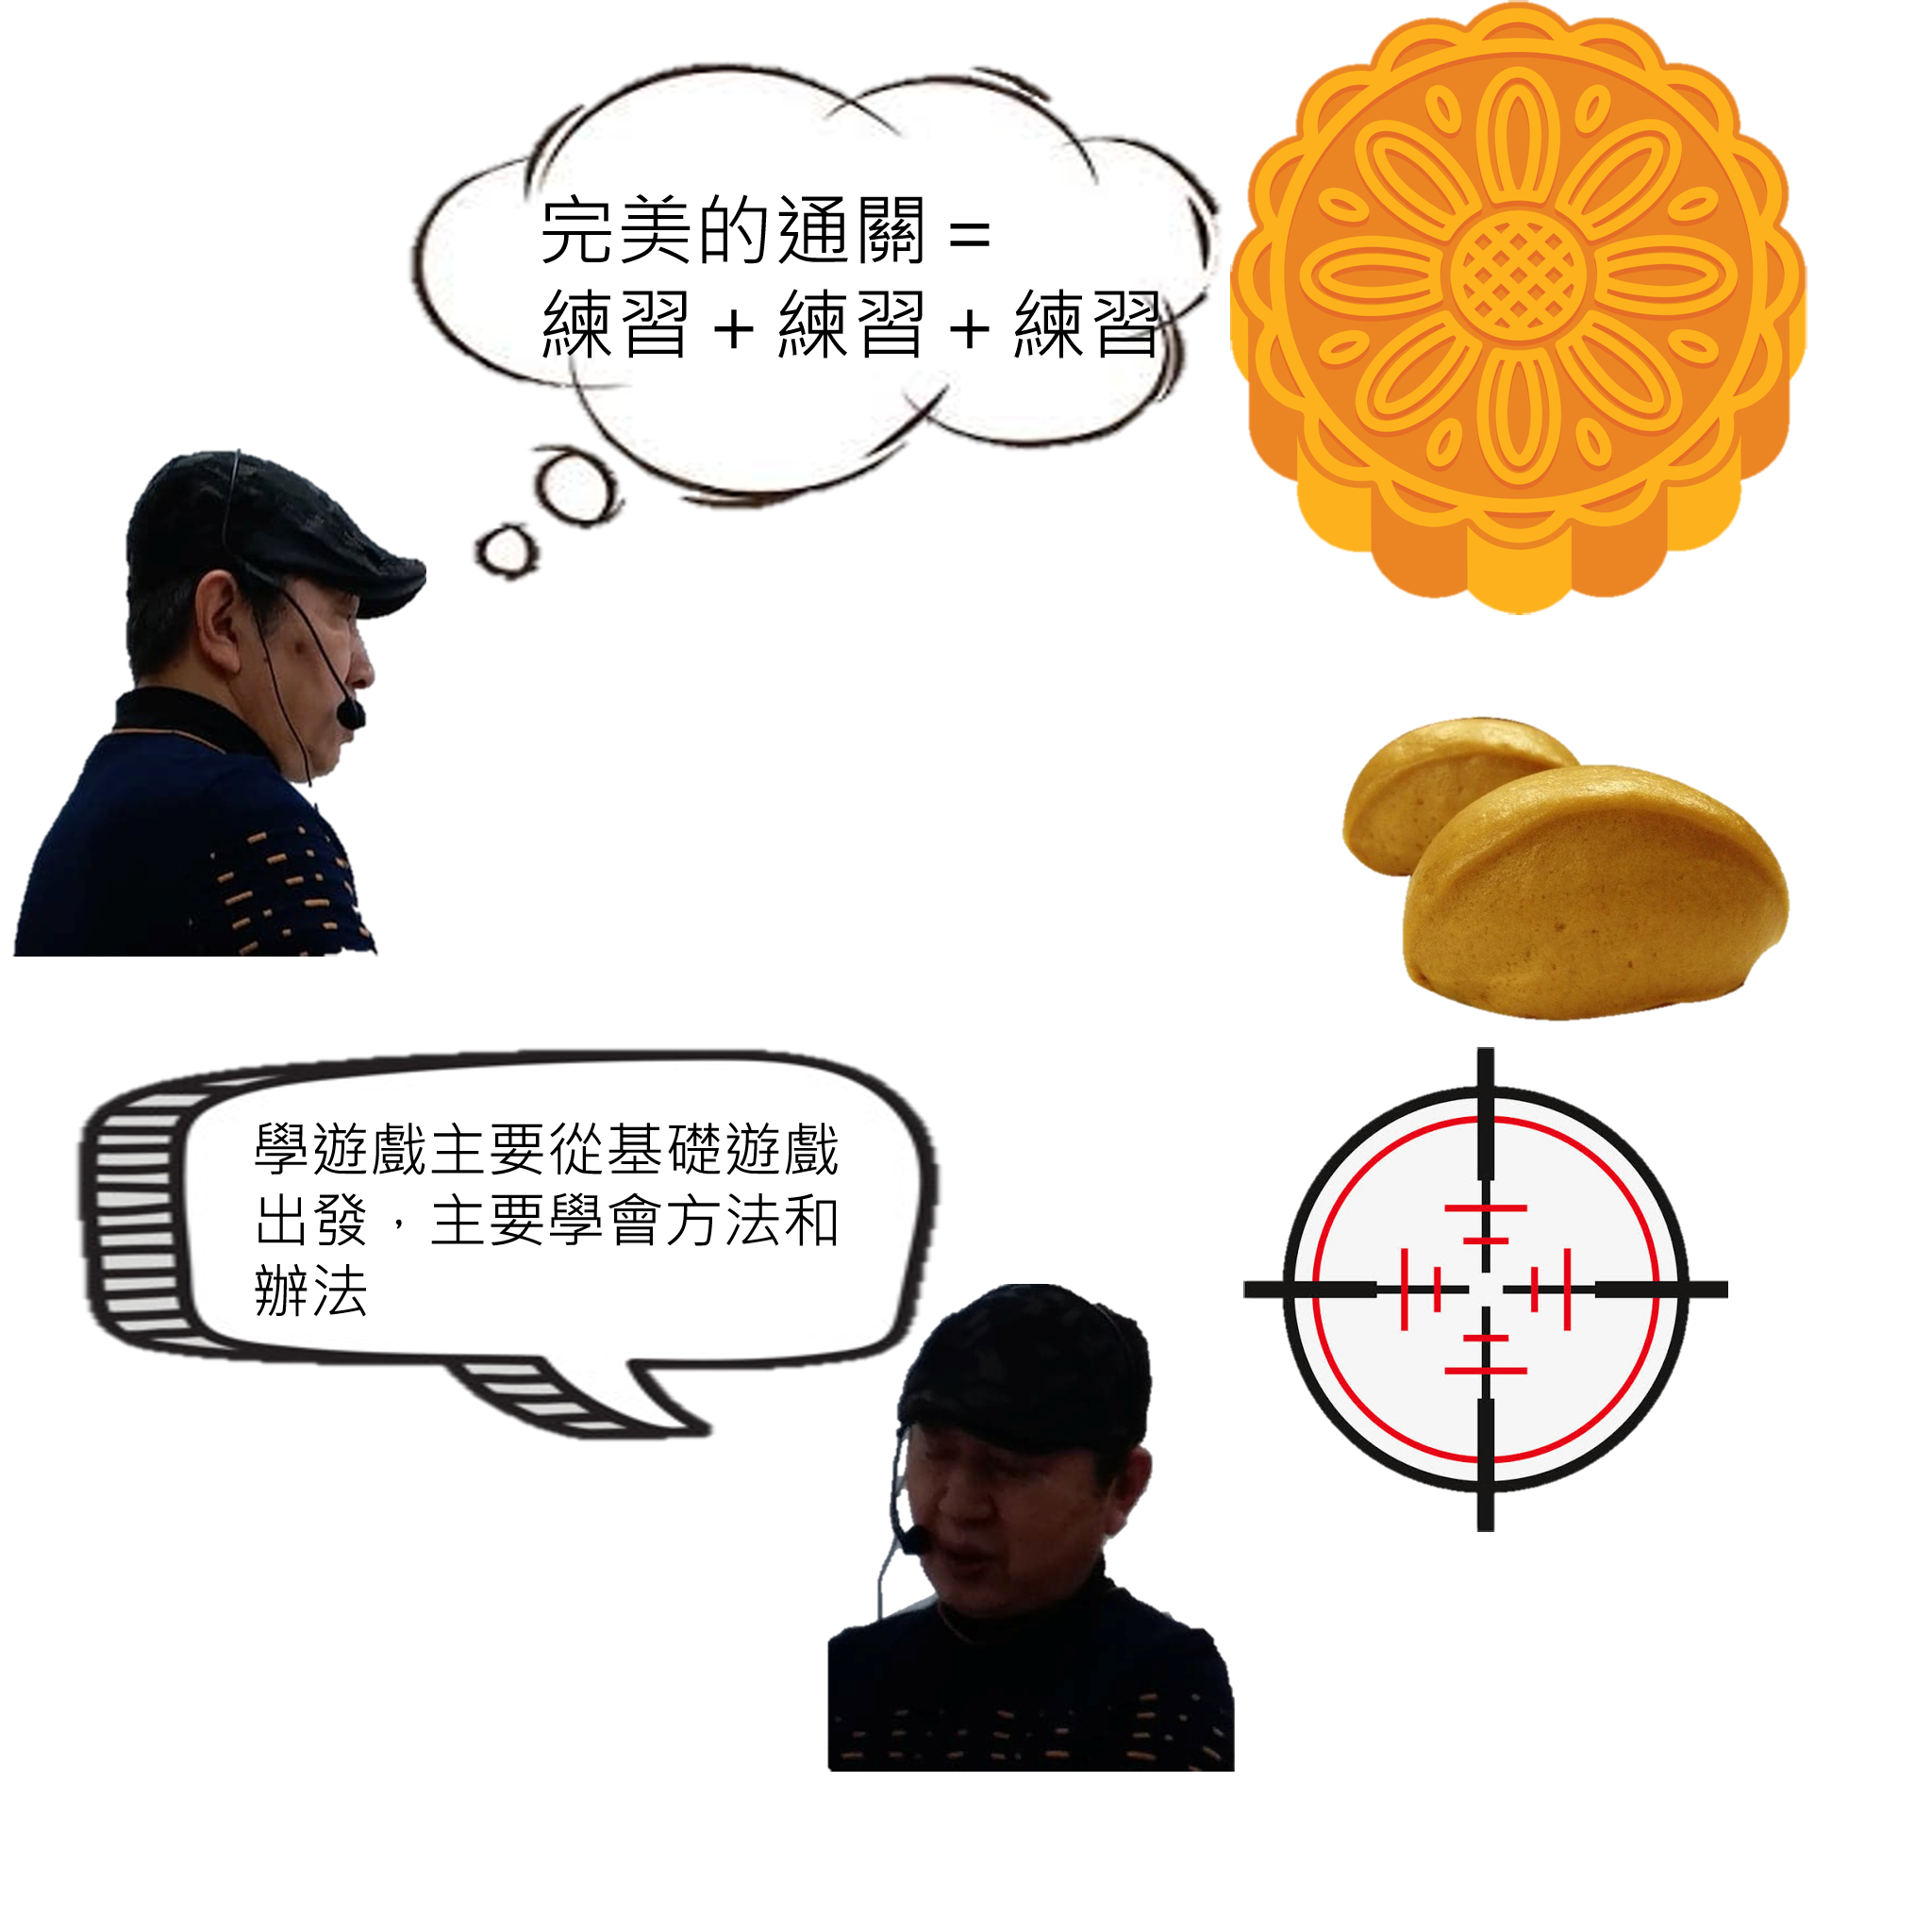 完美的通關 =
練習 + 練習 + 練習
學遊戲主要從基礎遊戲
出發，主要學會方法和
辦法